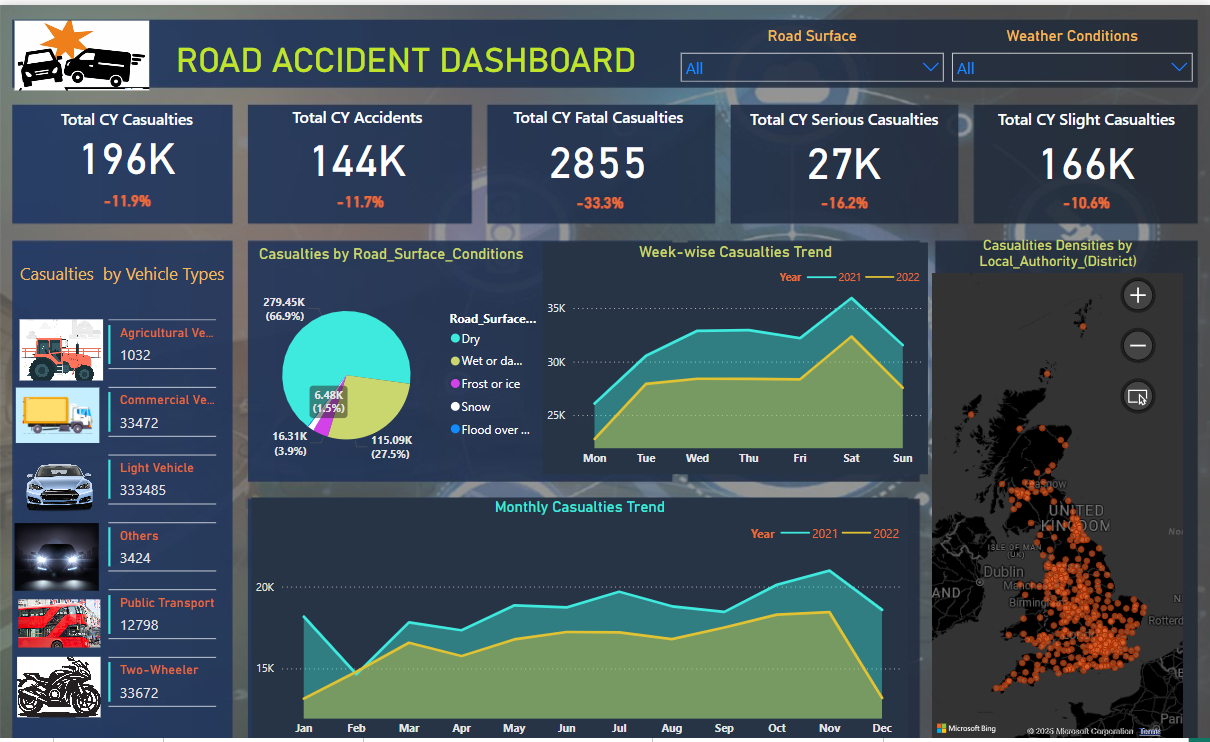 ROAD ACCIDENT DASHBOARD
Road Surface
All
Weather Conditions
All
Total CY Casualties
196K
-11.9%
Total CY Accidents
144K
-11.7%
Total CY Fatal Casualties
2855
-33.3%
Total CY Serious Casualties
27K
-16.2%
Total CY Slight Casualties
166K
-10.6%
Casualties by Vehicle Types
Agricultural Ve...
1032
Commercial Ve...
33472
Light Vehicle
333485
Others
3424
Public Transport
12798
Two-Wheeler
33672
Casualties by Road_Surface_Conditions
279.45K
(66.9%)
6.48K
(1.5%)
16.31K
(3.9%)
115.09K
(27.5%)
Road_Surface...
Dry
Wet or da...
Frost or ice
Snow
Flood over ...
Week-wise Casualties Trend
Year 2021 2022
35K
30K
25K
Mon Tue Wed Thu Fri Sat Sun
Monthly Casualties Trend
Year 2021 2022
20K
15K
Jan Feb Mar Apr May Jun Jul Aug Sep Oct Nov Dec
Casualities Densities by
Local_Authority_(District)
UNITED
KINGDOM
ISLE OF MAN
(UK)
Dublin
Microsoft Bing
© 2025 Microsoft Corporation Terms